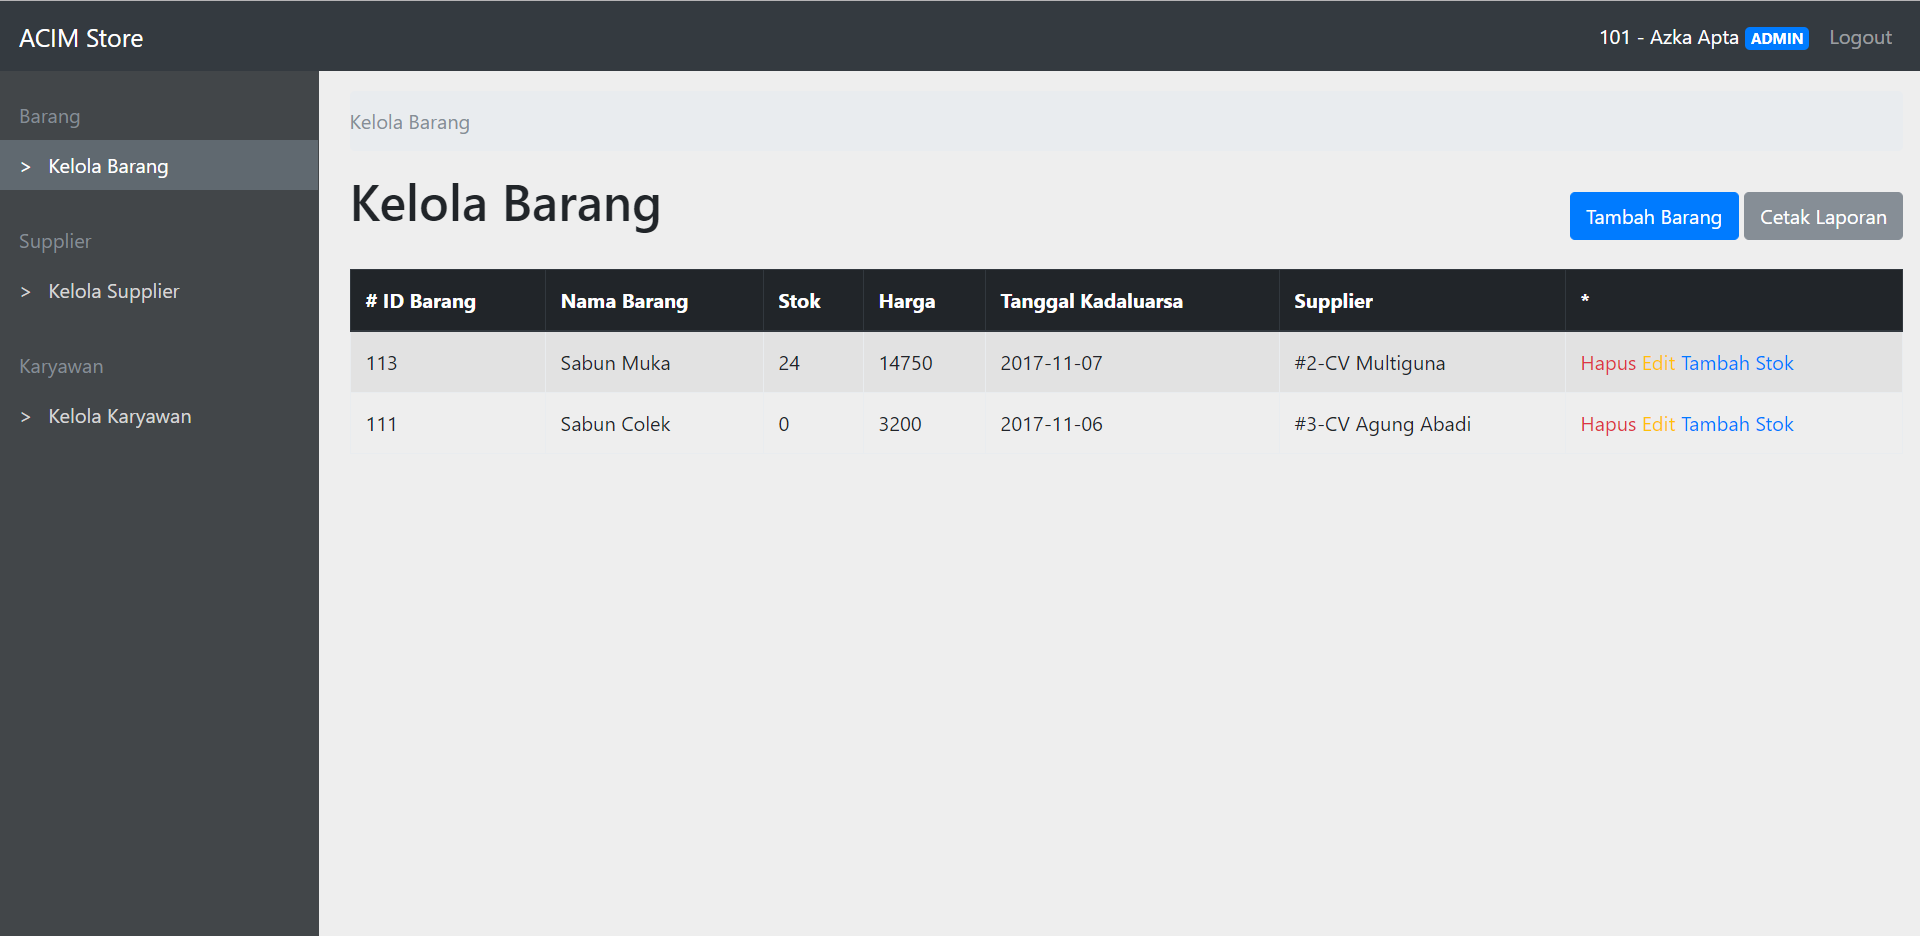 ACIM Store
101 - Azka Apta ADMIN Logout
Barang
> Kelola Barang
Supplier
> Kelola Supplier
Karyawan
> Kelola Karyawan
Kelola Barang
Kelola Barang
Tambah Barang Cetak Laporan
# ID Barang Nama Barang Stok Harga Tanggal Kadaluarsa Supplier *
113 Sabun Muka 24 14750 2017-11-07 #2-CV Multiguna Hapus Edit Tambah Stok
111 Sabun Colek 0 3200 2017-11-06 #3-CV Agung Abadi Hapus Edit Tambah Stok